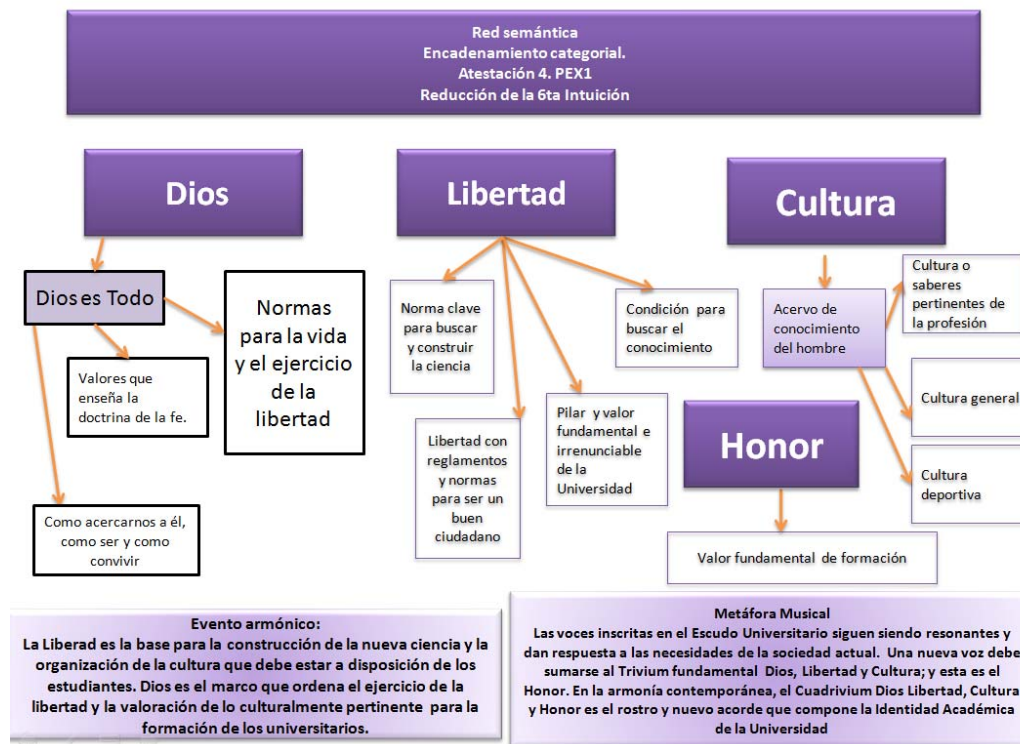 Red semántica
Encadenamiento categorial.
Atestación 4. PEX1
Reducción de la 6ta Intuición
Dios
Libertad
Cultura
Dios es Todo
Normas
para la vida
y el ejercicio
de la
libertad
Valores que
enseña la
doctrina de la fe.
Como acercarnos a él,
como ser y como
convivir
Norma clave
para buscar
y construir
la ciencia
Condición para
buscar el
conocimiento
Libertad con
reglamentos
y normas
para ser un
buen
ciudadano
Pilar y valor
fundamental e
irrenunciable
de la
Universidad
Acervo de
conocimiento
del hombre
Cultura o
saberes
pertinentes de
la profesión
Cultura general
Cultura
deportiva
Honor
Valor fundamental de formación
Evento armónico:
La Liberad es la base para la construcción de la nueva ciencia y la
organización de la cultura que debe estar a disposición de los
estudiantes. Dios es el marco que ordena el ejercicio de la
libertad y la valoración de lo culturalmente pertinente para la
formación de los universitarios.
Metáfora Musical
Las voces inscritas en el Escudo Universitario siguen siendo resonantes y
dan respuesta a las necesidades de la sociedad actual. Una nueva voz debe
sumarse al Trivium fundamental Dios, Libertad y Cultura; y esta es el
Honor. En la armonía contemporánea, el Cuadrivium Dios Libertad, Cultura
y Honor es el rostro y nuevo acorde que compone la Identidad Académica
de la Universidad